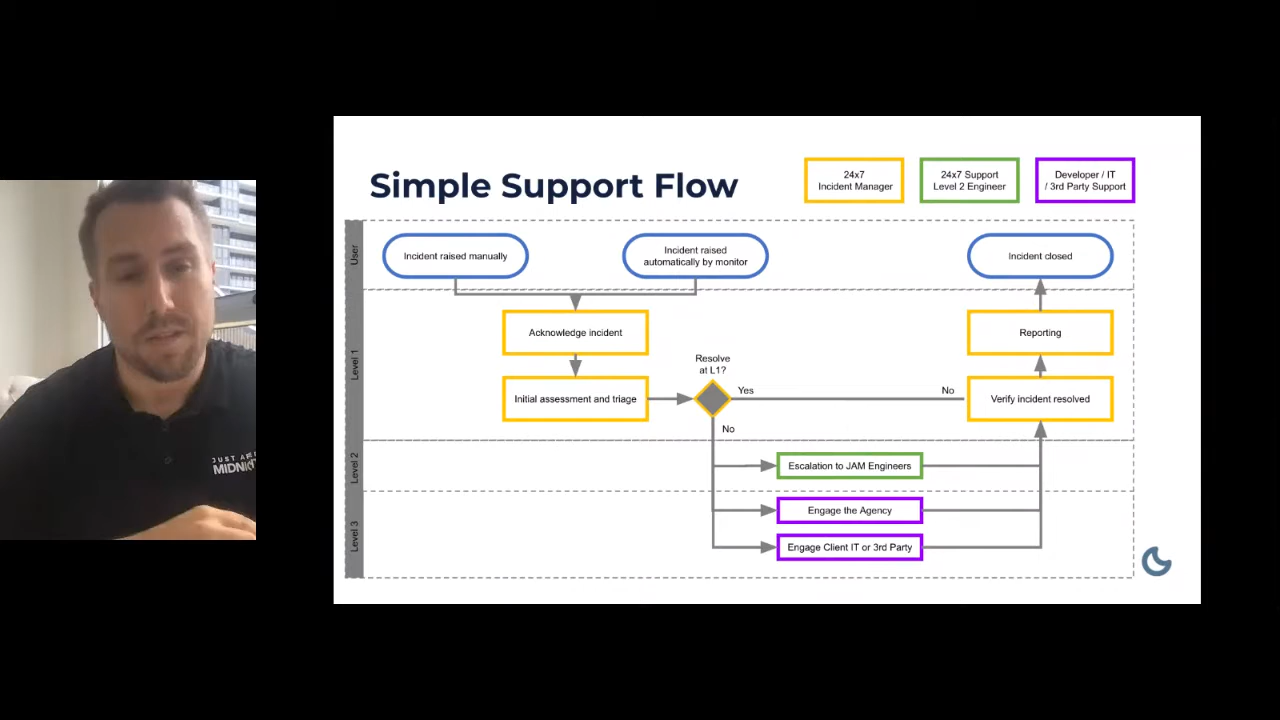 Simple Support Flow
24x7
Incident Manager
24x7 Support
Level 2 Engineer
Developer / IT
/ 3rd Party Support
User
Incident raised manually
Incident raised
automatically by monitor
Incident closed
Level 1
Acknowledge incident
Reporting
Resolve
at L1?
Initial assessment and triage
Yes
No
Verify incident resolved
No
Level 2
Escalation to JAM Engineers
Level 3
Engage the Agency
Engage Client IT or 3rd Party
JUST